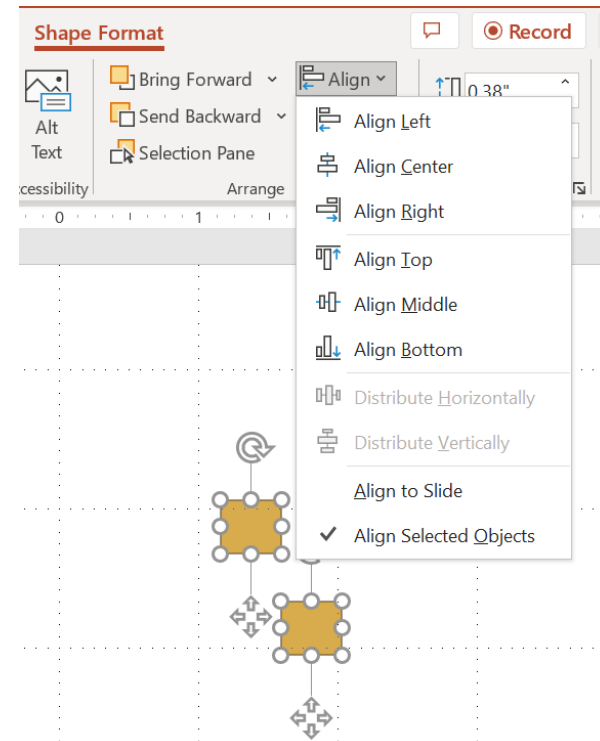 Shape Format
Record
Bring Forward
Align
0.38"
Send Backward
Alt
Text
Selection Pane
ccessibility
Arrange
0
1
Align Left
Align Center
Align Right
Align Top
Align Middle
Align Bottom
Distribute Horizontally
Distribute Vertically
Align to Slide
Align Selected Objects